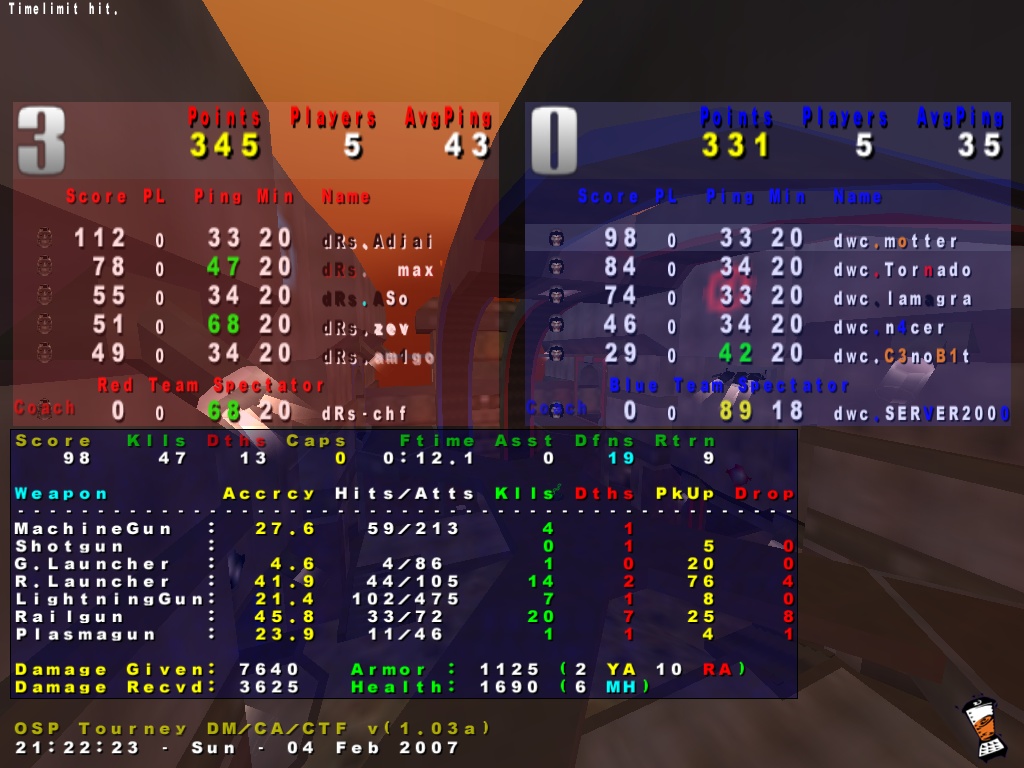 Timelimit hit.
3 Points Players AvgPing
345 5 43
Score PL Ping Min Name
112 0 33 20 dRs.Adjai
78 0 47 20 dRs. max
55 0 34 20 dRs.ASo
51 0 68 20 dRs.zev
49 0 34 20 dRs.am1go
Red Team Spectator
Coach 0 0 68 20 dRs-chf
0 Points Players AvgPing
331 5 35
Score PL Ping Min Name
98 0 33 20 dwc.motter
84 0 34 20 dwc.Tornado
74 0 33 20 dwc.lamagra
46 0 34 20 dwc.n4cer
29 0 42 20 dwc.C3noB1t
Blue Team Spectator
Coach 0 0 89 18 dwc.SERVER2000
Score Klls Dths Caps Ftime Asst Dfns Rtrn
98 47 13 0 0:12.1 0 19 9
Weapon Accrcy Hits/Atts Klls Dths PkUp Drop
- - - - - - - - - - - - - - - - - - - - - - - - - - - - - - - - - - - - - - - - - - - - - - - -
MachineGun : 27.6 59/213 4 1
Shotgun : 0 1 5 0
G.Launcher : 4.6 4/86 1 0 20 0
R.Launcher : 41.9 44/105 14 2 76 4
LightningGun: 21.4 102/475 7 1 8 0
Railgun : 45.8 33/72 20 7 25 8
Plasmagun : 23.9 11/46 1 1 4 1
Damage Given: 7640 Armor : 1125 (2 YA 10 RA)
Damage Recvd: 3625 Health: 1690 (6 MH)
OSP Tourney DM/CA/CTF v(1.03a)
21:22:23 - Sun - 04 Feb 2007